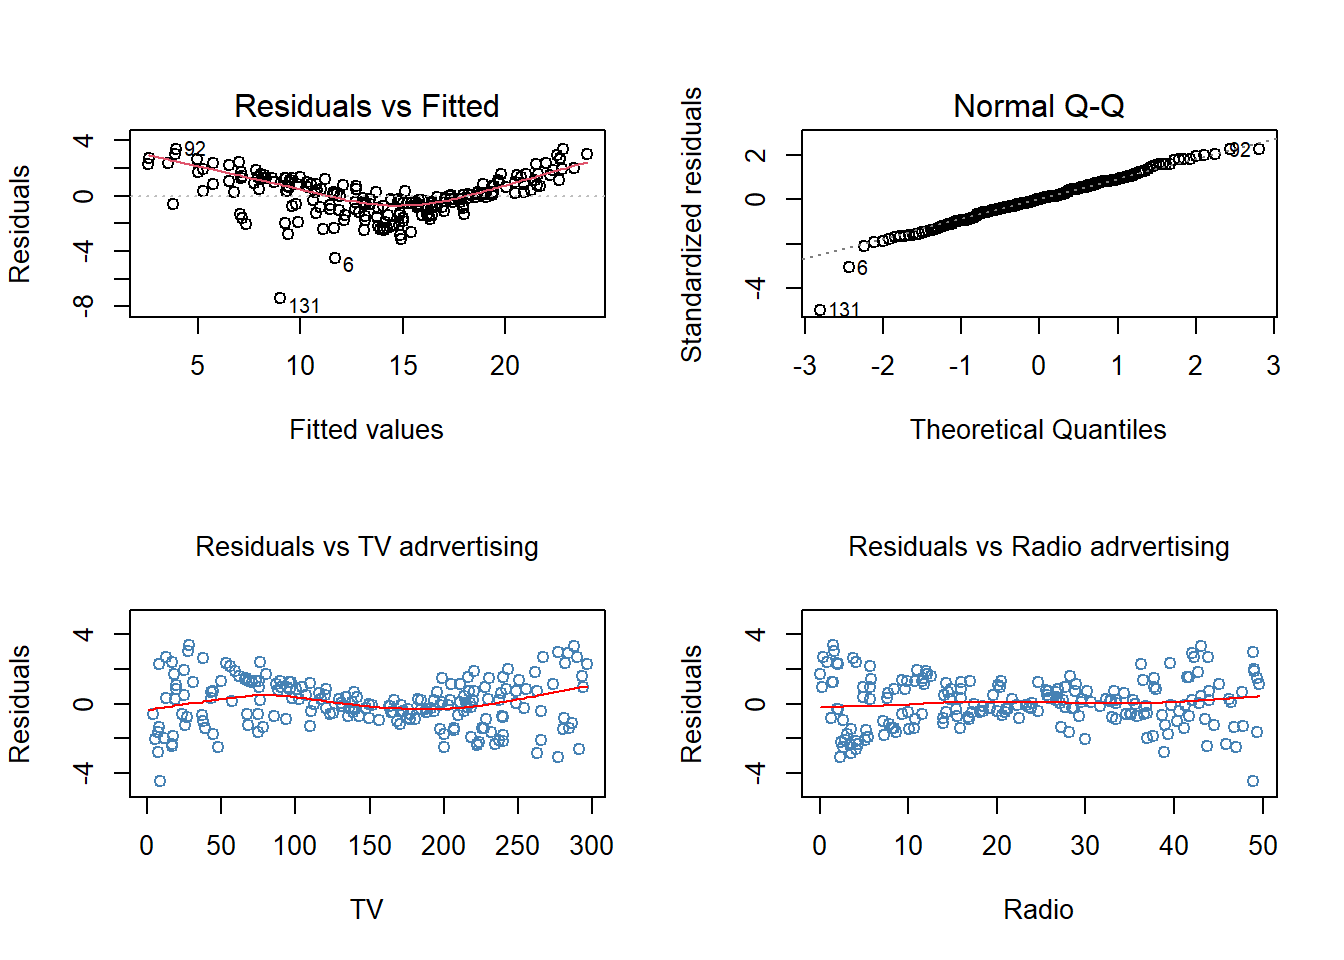 Residuals vs Fitted
Residuals
4
0
-4
-8
92
6
131
5 10 15 20
Fitted values
Normal Q-Q
Standardized residuals
2
0
-4
92
6
131
-3 -2 -1 0 1 2 3
Theoretical Quantiles
Residuals vs TV adrvertising
Residuals
4
0
-4
0 50 100 150 200 250 300
TV
Residuals vs Radio adrvertising
Residuals
4
0
-4
0 10 20 30 40 50
Radio